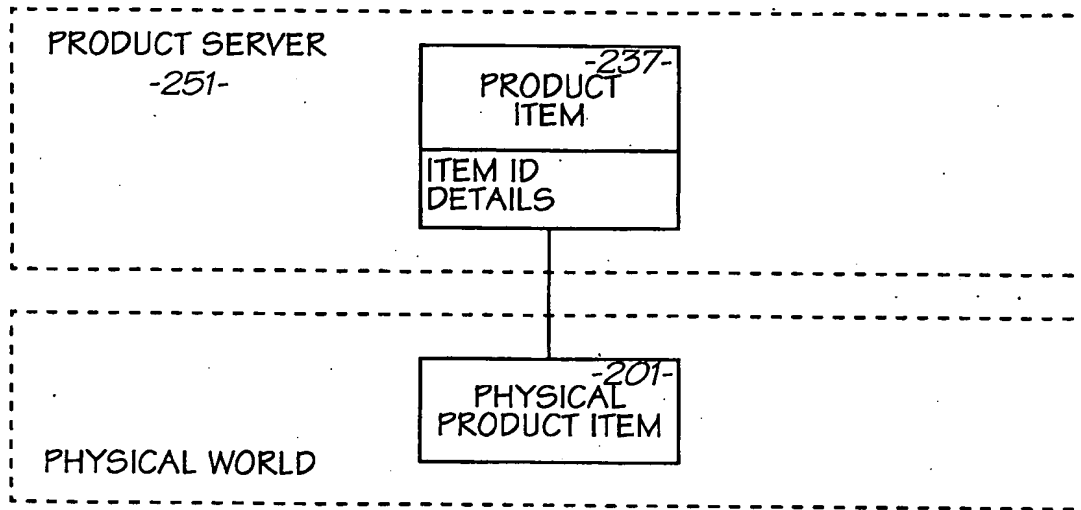 PRODUCT SERVER
-251-
-237-
PRODUCT
ITEM
ITEM ID
DETAILS
-201-
PHYSICAL
PRODUCT ITEM
PHYSICAL WORLD